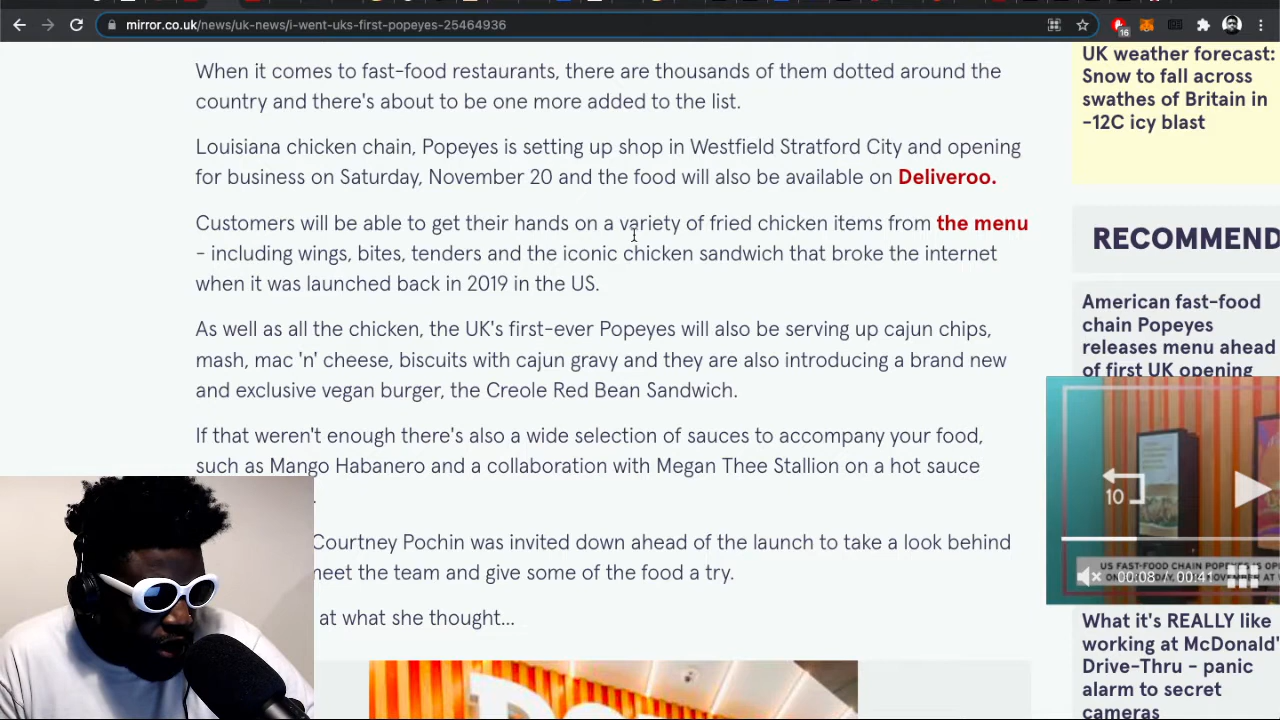 mirror.co.uk/news/uk-news/i-went-uks-first-popeyes-25464936
16
When it comes to fast-food restaurants, there are thousands of them dotted around the
country and there's about to be one more added to the list.
Louisiana chicken chain, Popeyes is setting up shop in Westfield Stratford City and opening
for business on Saturday, November 20 and the food will also be available on Deliveroo.
Customers will be able to get their hands on a variety of fried chicken items from the menu
- including wings, bites, tenders and the iconic chicken sandwich that broke the internet
when it was launched back in 2019 in the US.
As well as all the chicken, the UK's first-ever Popeyes will also be serving up cajun chips,
mash, mac 'n' cheese, biscuits with cajun gravy and they are also introducing a brand new
and exclusive vegan burger, the Creole Red Bean Sandwich.
If that weren't enough there's also a wide selection of sauces to accompany your food,
such as Mango Habanero and a collaboration with Megan Thee Stallion on a hot sauce
.
Courtney Pochin was invited down ahead of the launch to take a look behind
meet the team and give some of the food a try.
at what she thought...
UK weather forecast:
Snow to fall across
swathes of Britain in
-12C icy blast
RECOMMEND
American fast-food
chain Popeyes
releases menu ahead
of first UK opening
10
US FAST-FOOD CHAIN POPEYES IS
00:08 / 00:41
What it's REALLY like
working at McDonald'
Drive-Thru - panic
alarm to secret
cameras